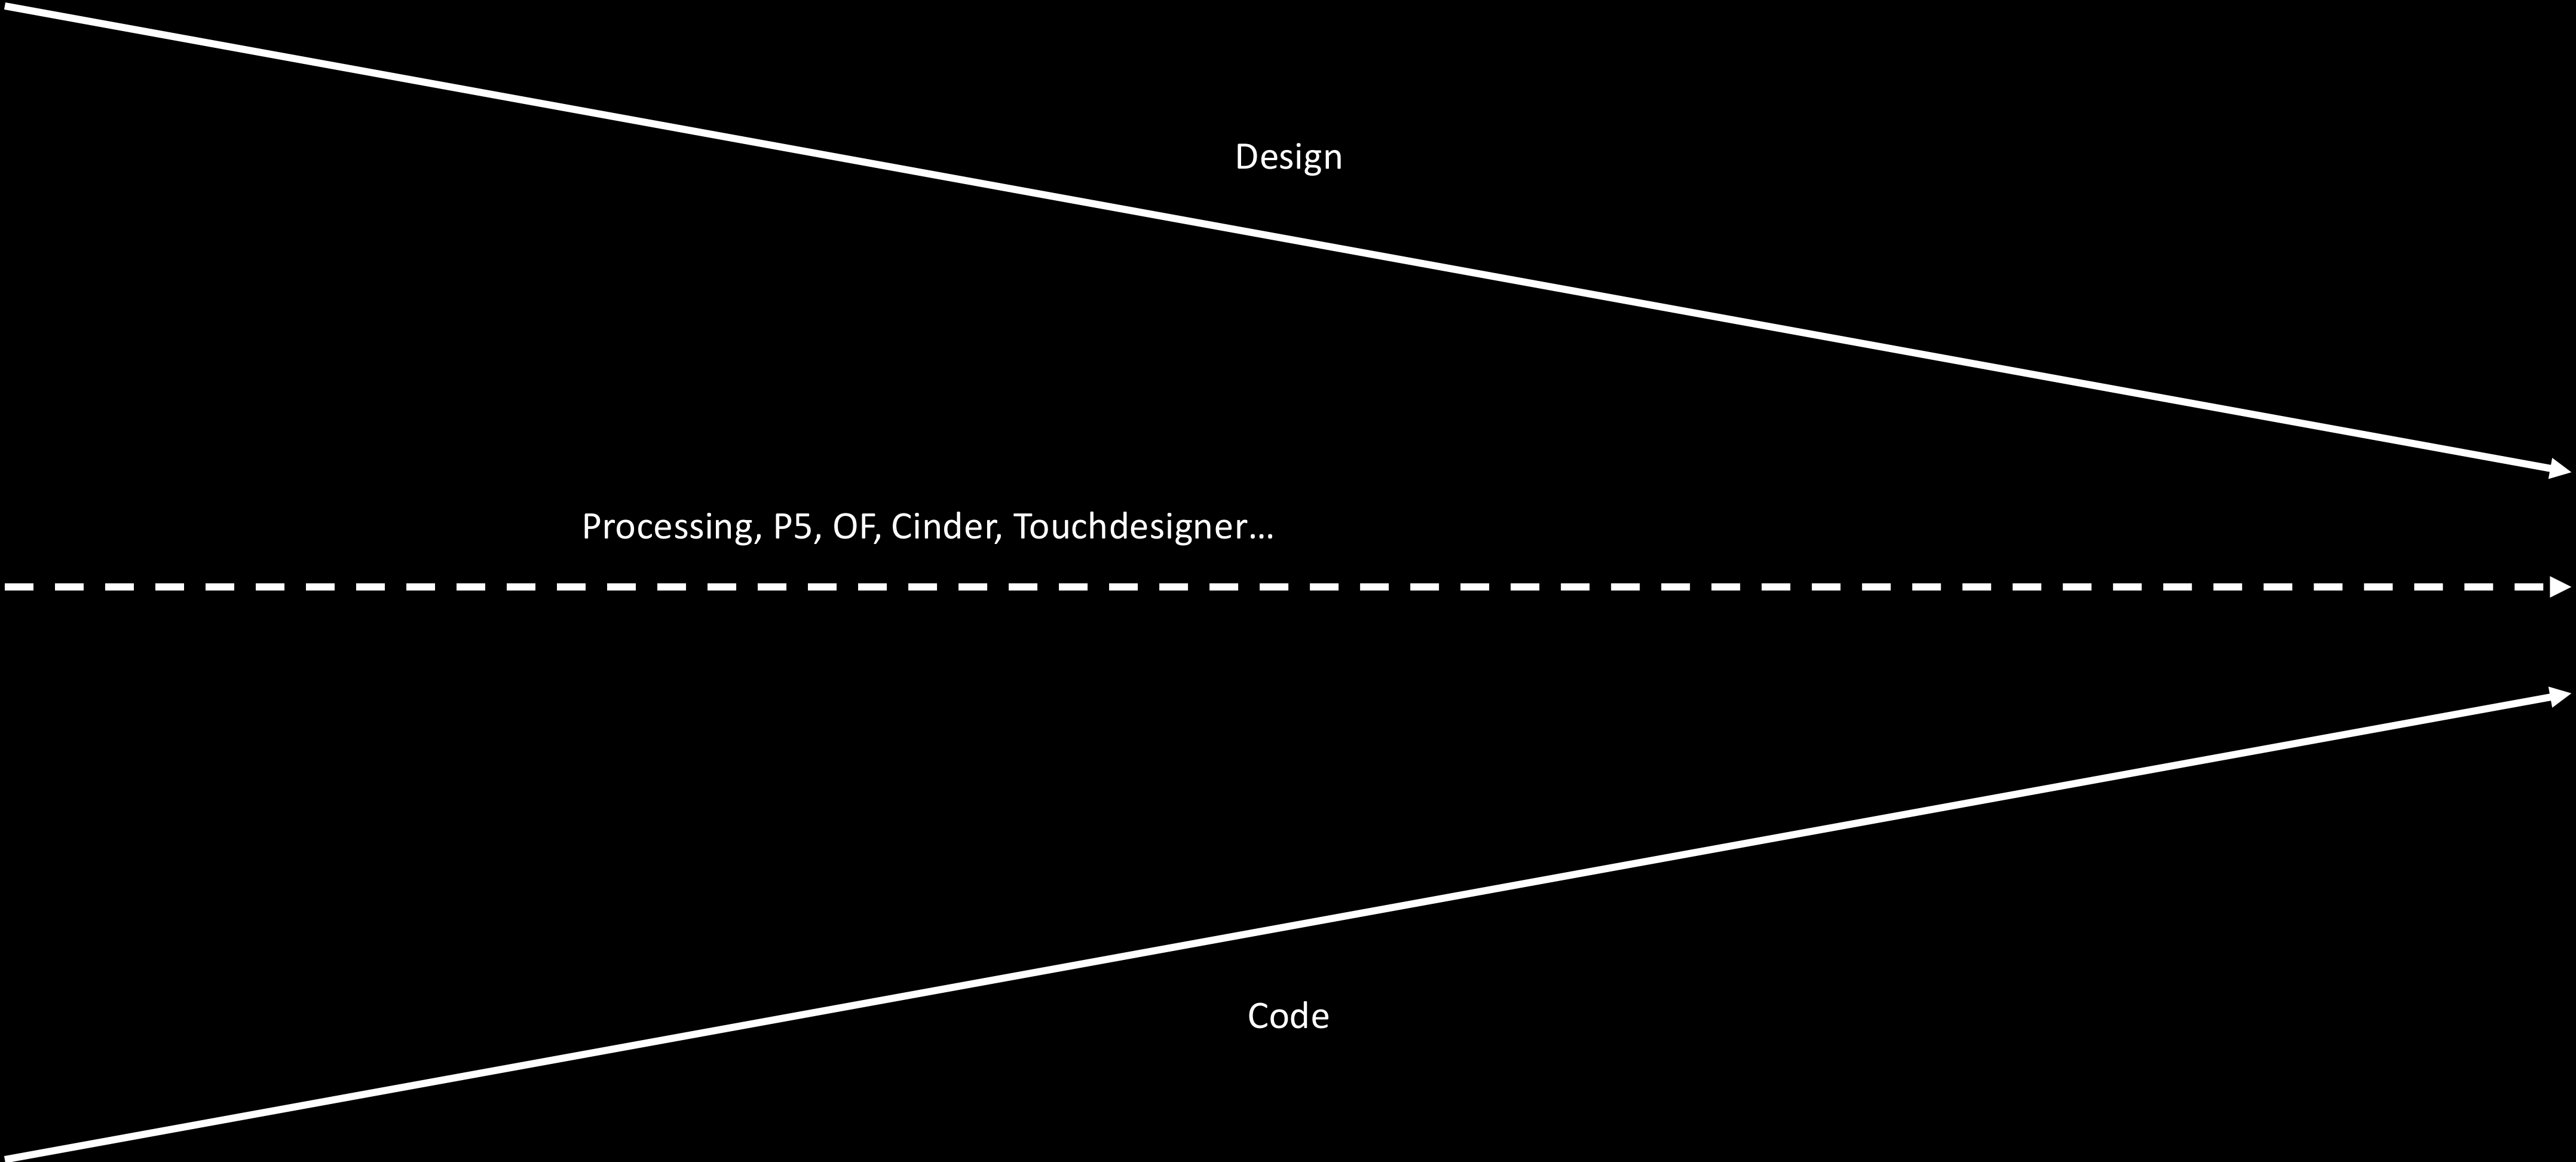 Design
Processing, P5, OF, Cinder, Touchdesigner...
Code